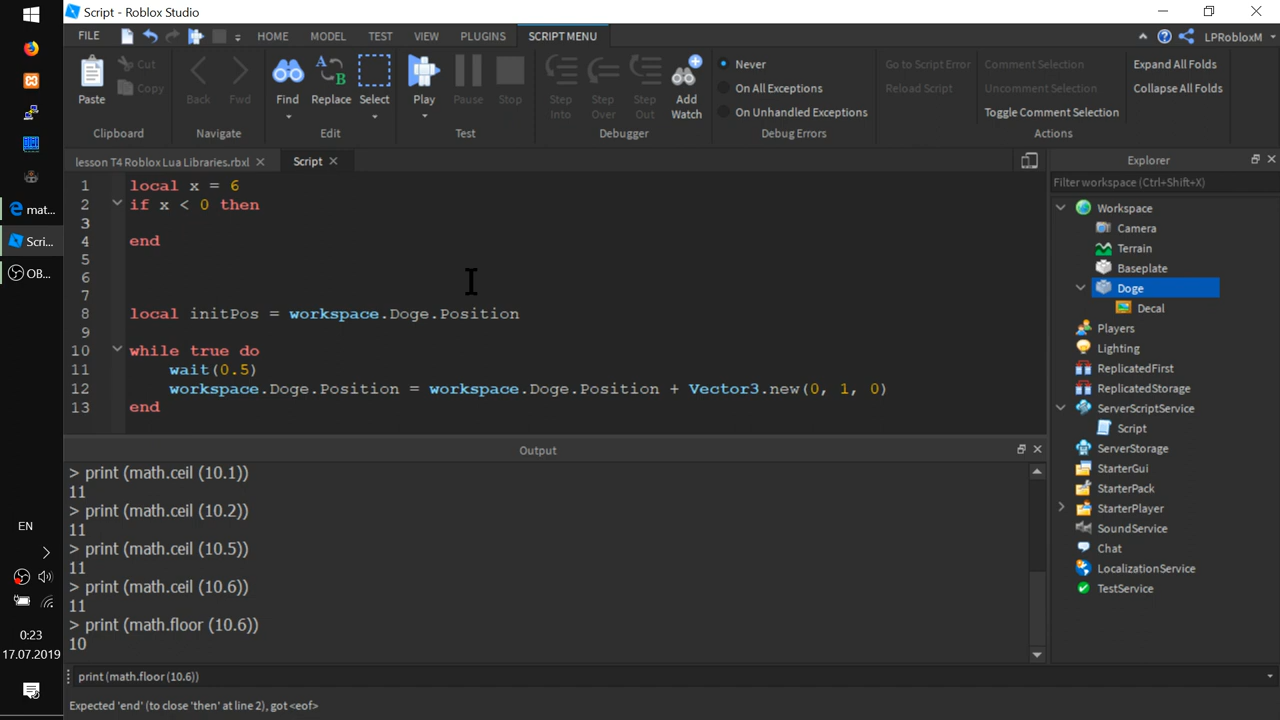 Script - Roblox Studio
FILE
HOME
MODEL
TEST
VIEW
PLUGINS
SCRIPT MENU
LPRobloxM
Paste
Cut
Copy
Clipboard
Back
Fwd
Navigate
Find
Replace
Select
Edit
Play
Pause
Stop
Test
Step Into
Step Over
Step Out
Add Watch
Debugger
Never
On All Exceptions
On Unhandled Exceptions
Debug Errors
Go to Script Error
Reload Script
Comment Selection
Uncomment Selection
Toggle Comment Selection
Expand All Folds
Collapse All Folds
Actions
lesson T4 Roblox Lua Libraries.rbxl
Script
1 local x = 6
2 if x < 0 then
3
4 end
5
6
7
8 local initPos = workspace.Doge.Position
9
10 while true do
11 wait(0.5)
12 workspace.Doge.Position = workspace.Doge.Position + Vector3.new(0, 1, 0)
13 end
Output
> print (math.ceil (10.1))
11
> print (math.ceil (10.2))
11
> print (math.ceil (10.5))
11
> print (math.ceil (10.6))
11
> print (math.floor (10.6))
10
print (math.floor (10.6))
Expected 'end' (to close 'then' at line 2), got <eof>
Explorer
Filter workspace (Ctrl+Shift+X)
Workspace
Camera
Terrain
Baseplate
Doge
Decal
Players
Lighting
ReplicatedFirst
ReplicatedStorage
ServerScriptService
Script
ServerStorage
StarterGui
StarterPack
StarterPlayer
SoundService
Chat
LocalizationService
TestService
mat...
Scri...
OB...
EN
0:23
17.07.2019